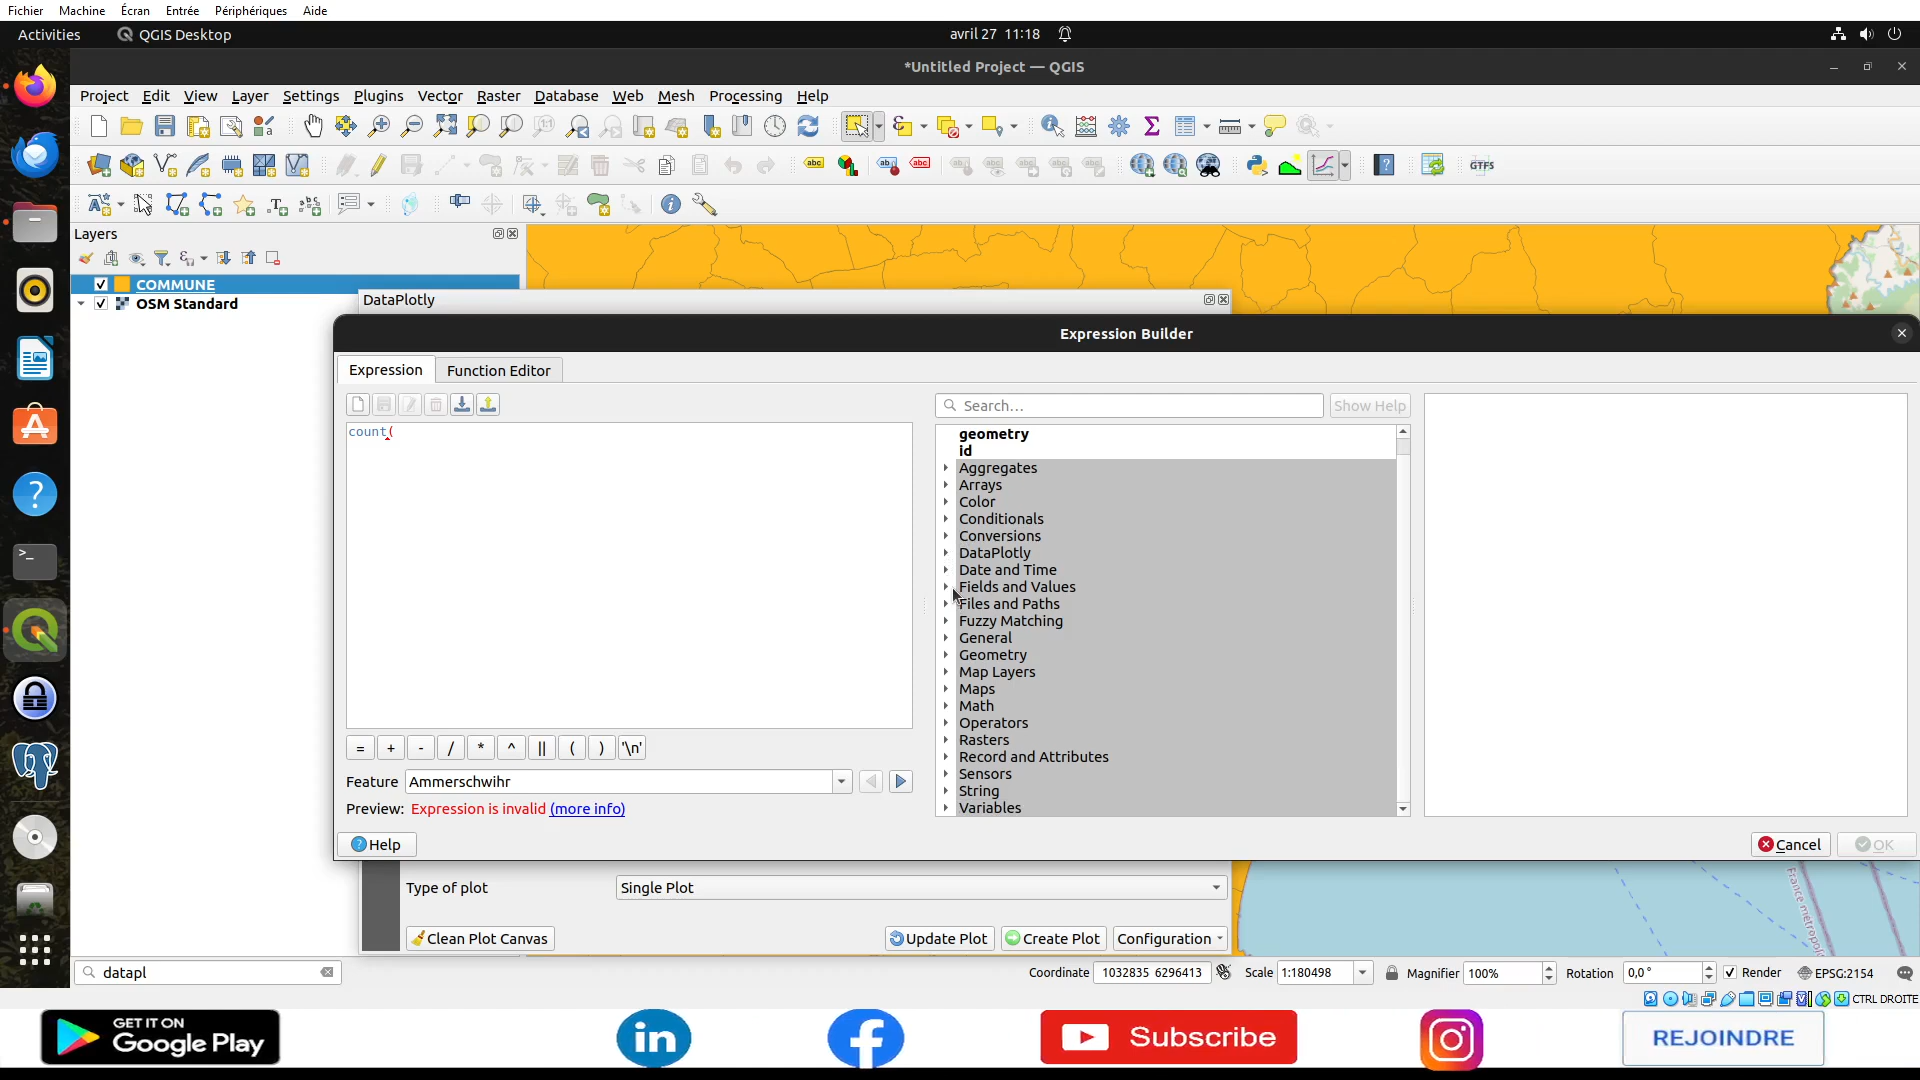 Fichier Machine Écran Entrée Périphériques Aide
Activities QGIS Desktop avril 27 11:18
*Untitled Project — QGIS
Project Edit View Layer Settings Plugins Vector Raster Database Web Mesh Processing Help
Layers
COMMUNE
OSM Standard
DataPlotly
Expression Builder
Expression Function Editor
Search... Show Help
count(
geometry
id
Aggregates
Arrays
Color
Conditionals
Conversions
DataPlotly
Date and Time
Fields and Values
Files and Paths
Fuzzy Matching
General
Geometry
Map Layers
Maps
Math
Operators
Rasters
Record and Attributes
Sensors
String
Variables
= + - / * ^ || ( ) '\n'
Feature Ammerschwihr
Preview: Expression is invalid (more info)
Help Cancel OK
Type of plot Single Plot
Clean Plot Canvas Update Plot Create Plot Configuration
France métropol
datapl Coordinate 1032835 6296413 Scale 1:180498 Magnifier 100% Rotation 0,0 ° Render EPSG:2154
CTRL DROITE
GET IT ON
Google Play
in
Subscribe
REJOINDRE